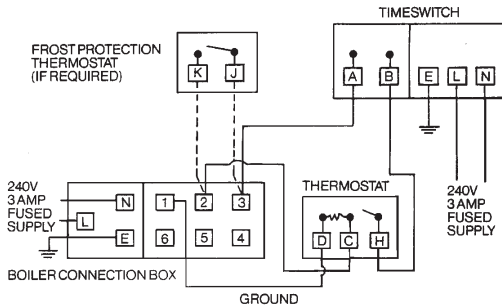 TIMESWITCH
FROST PROTECTION
THERMOSTAT
(IF REQUIRED)
K J
A B E L N
240V
3 AMP
FUSED
SUPPLY
N 1 2 3
L
E 6 5 4
BOILER CONNECTION BOX
THERMOSTAT
D C H
240V
3 AMP
FUSED
SUPPLY
GROUND